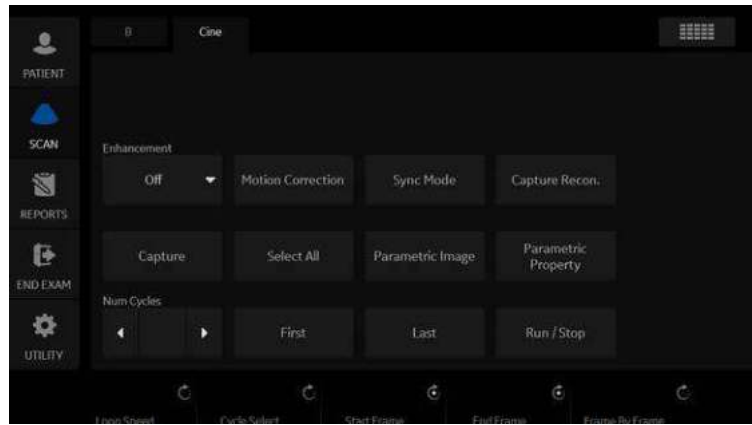 B
Cine
PATIENT
SCAN
Enhancement
Off
Motion Correction
Sync Mode
Capture Recon.
REPORTS
Capture
Select All
Parametric Image
Parametric
Property
END EXAM
Num Cycles
First
Last
Run / Stop
UTILITY
Loop Speed
Cycle Select
Start Frame
End Frame
Frame By Frame